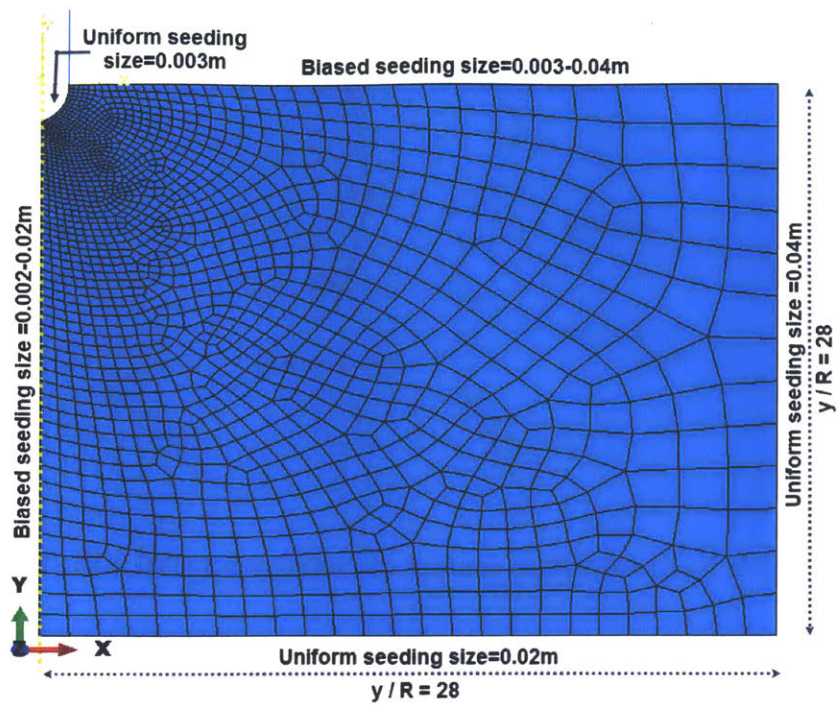 Uniform seeding
size=0.003m
Biased seeding size=0.003-0.04m
Biased seeding size =0.002-0.02m
Uniform seeding size =0.04m
y / R = 28
Y
X
Uniform seeding size=0.02m
y / R = 28